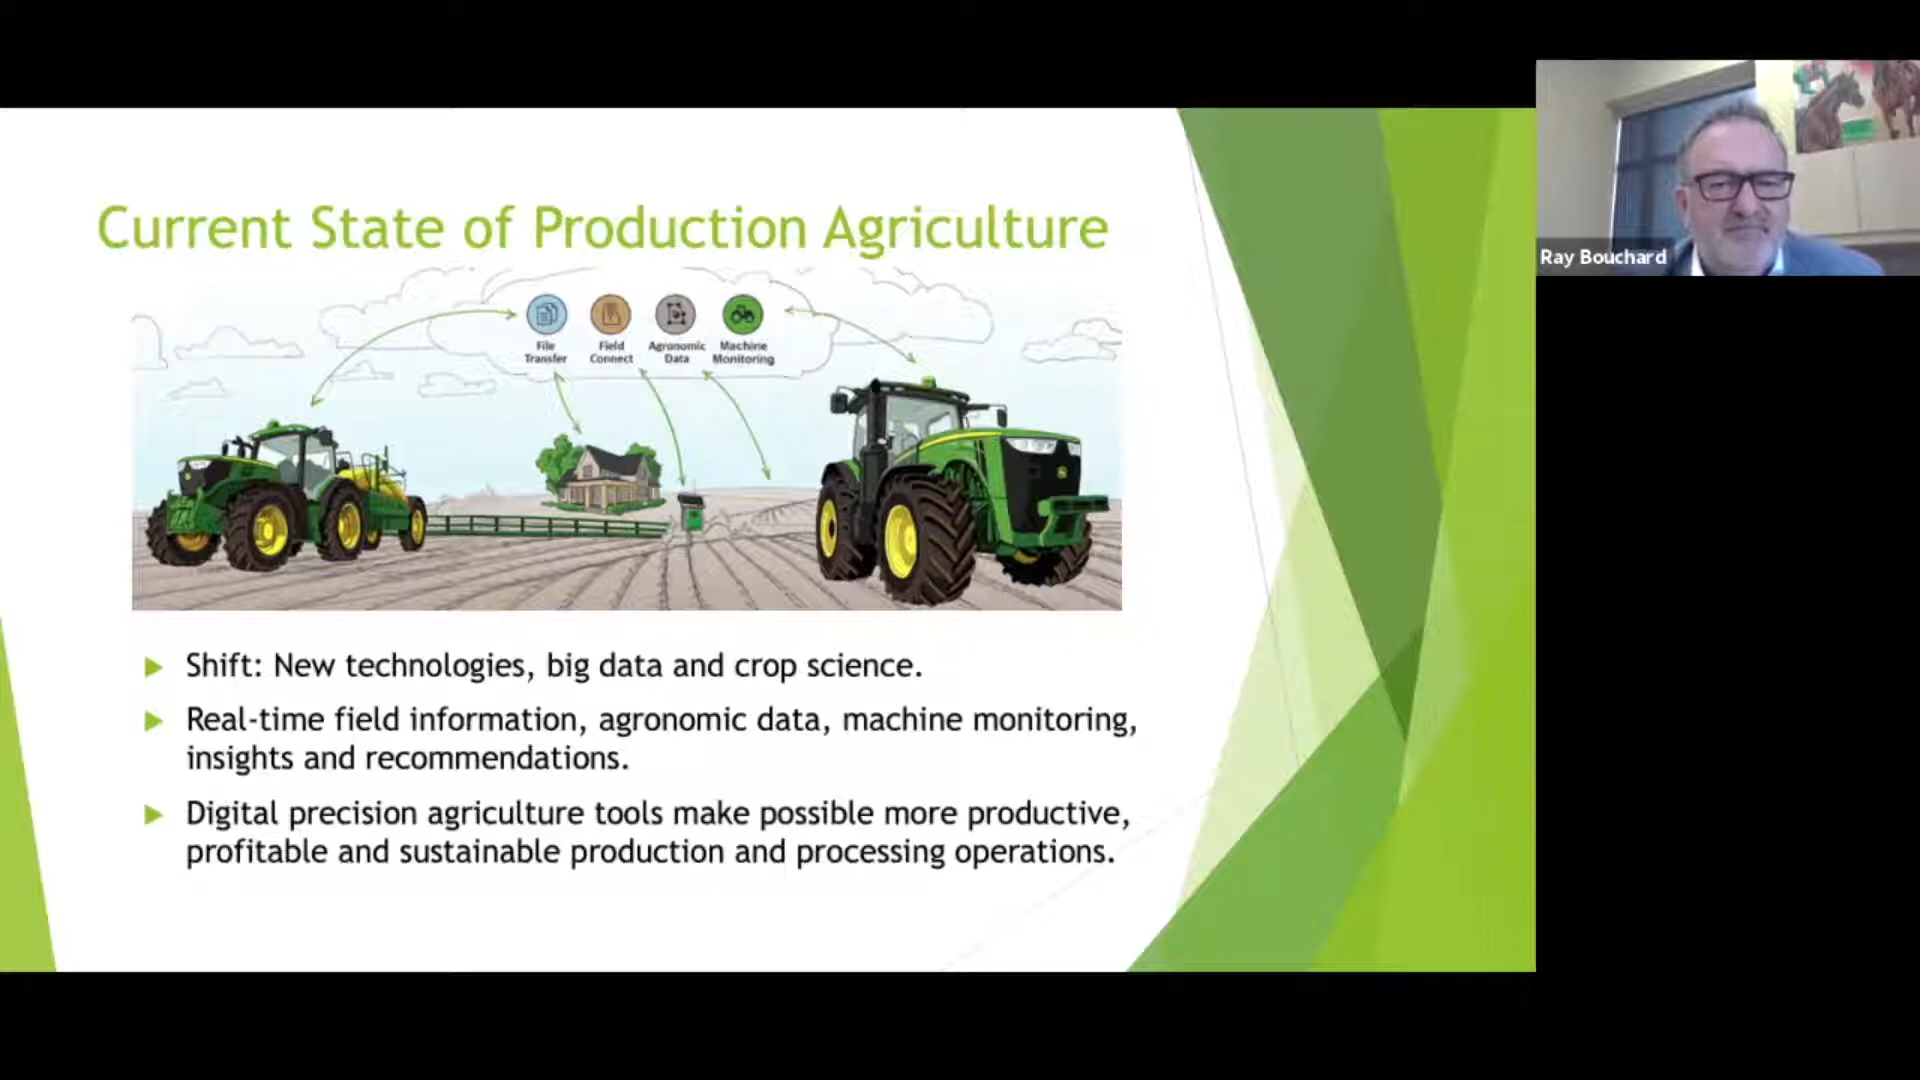 Current State of Production Agriculture
File
Transfer
Field
Connect
Agronomic
Data
Machine
Monitoring
Shift: New technologies, big data and crop science.
Real-time field information, agronomic data, machine monitoring,
insights and recommendations.
Digital precision agriculture tools make possible more productive,
profitable and sustainable production and processing operations.
Ray Bouchard